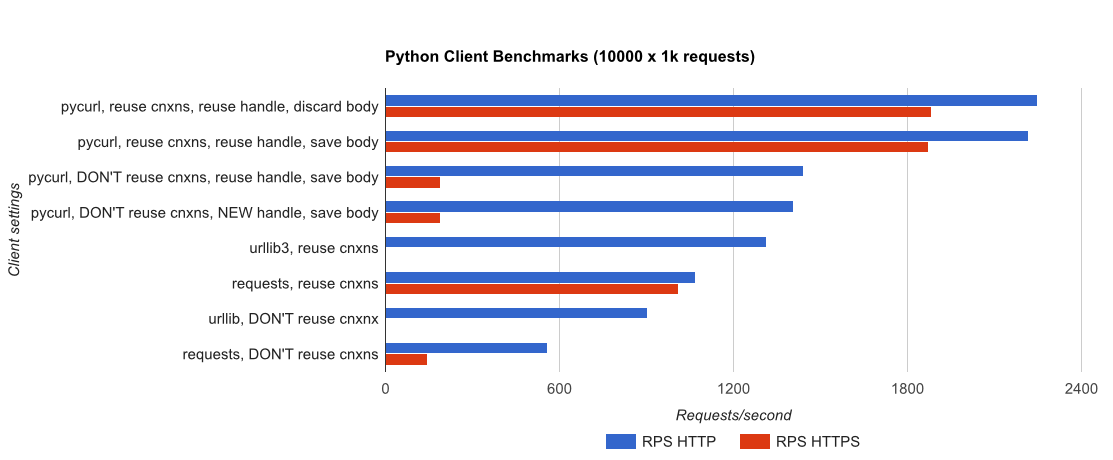 Python Client Benchmarks (10000 x 1k requests)
Client settings
pycurl, reuse cnxns, reuse handle, discard body
pycurl, reuse cnxns, reuse handle, save body
pycurl, DON'T reuse cnxns, reuse handle, save body
pycurl, DON'T reuse cnxns, NEW handle, save body
urllib3, reuse cnxns
requests, reuse cnxns
urllib, DON'T reuse cnxnx
requests, DON'T reuse cnxns
0 600 1200 1800 2400
Requests/second
RPS HTTP RPS HTTPS